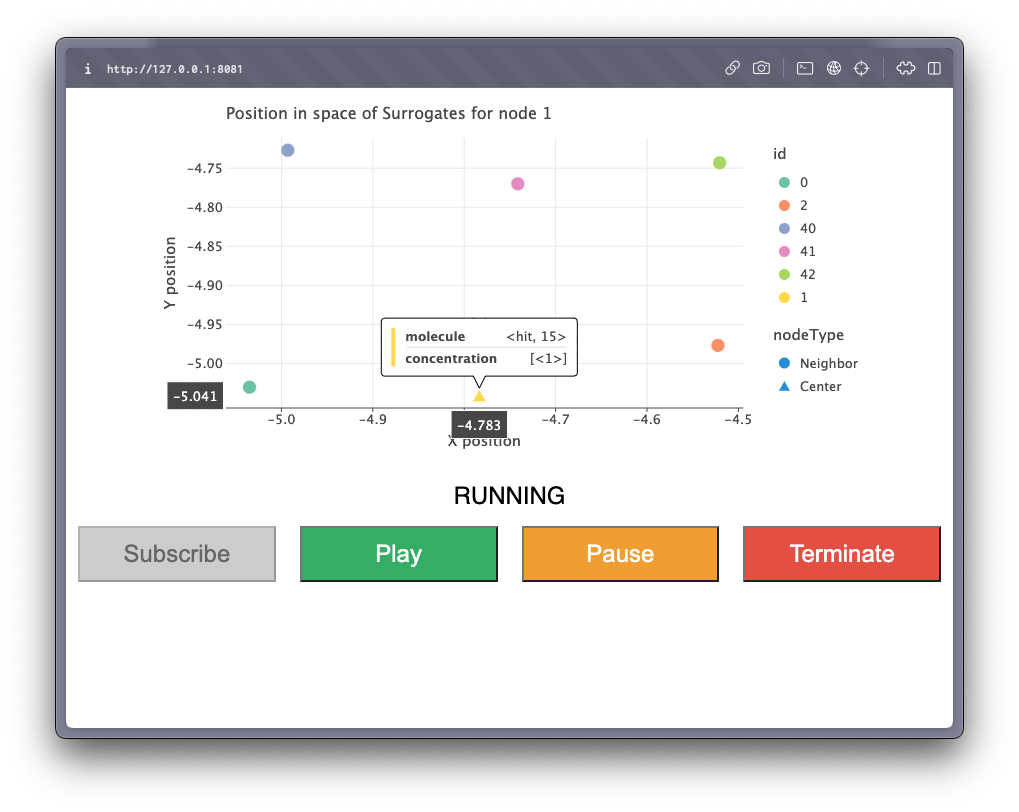 i http://127.0.0.1:8081
Position in space of Surrogates for node 1
Y position
−4.75
−4.80
−4.85
−4.90
−4.95
−5.00
−5.041
molecule <hit, 15>
concentration [<1>]
−5.0 −4.9 −4.7 −4.6 −4.5
−4.783
X position
id
0
2
40
41
42
1
nodeType
Neighbor
Center
RUNNING
Subscribe Play Pause Terminate